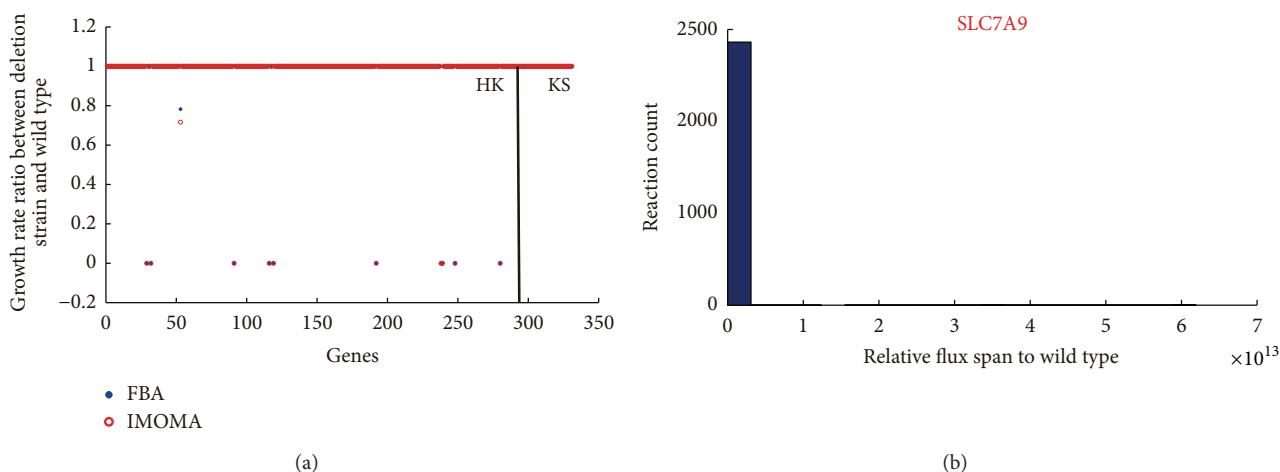 Growth rate ratio between deletion
strain and wild type
1.2
1
0.8
0.6
0.4
0.2
0
−0.2
HK
KS
0
50
100
150
200
250
300
350
Genes
FBA
IMOMA
(a)
SLC7A9
Reaction count
2500
2000
1000
0
0
1
2
3
4
5
6
7
Relative flux span to wild type
×10^13
(b)